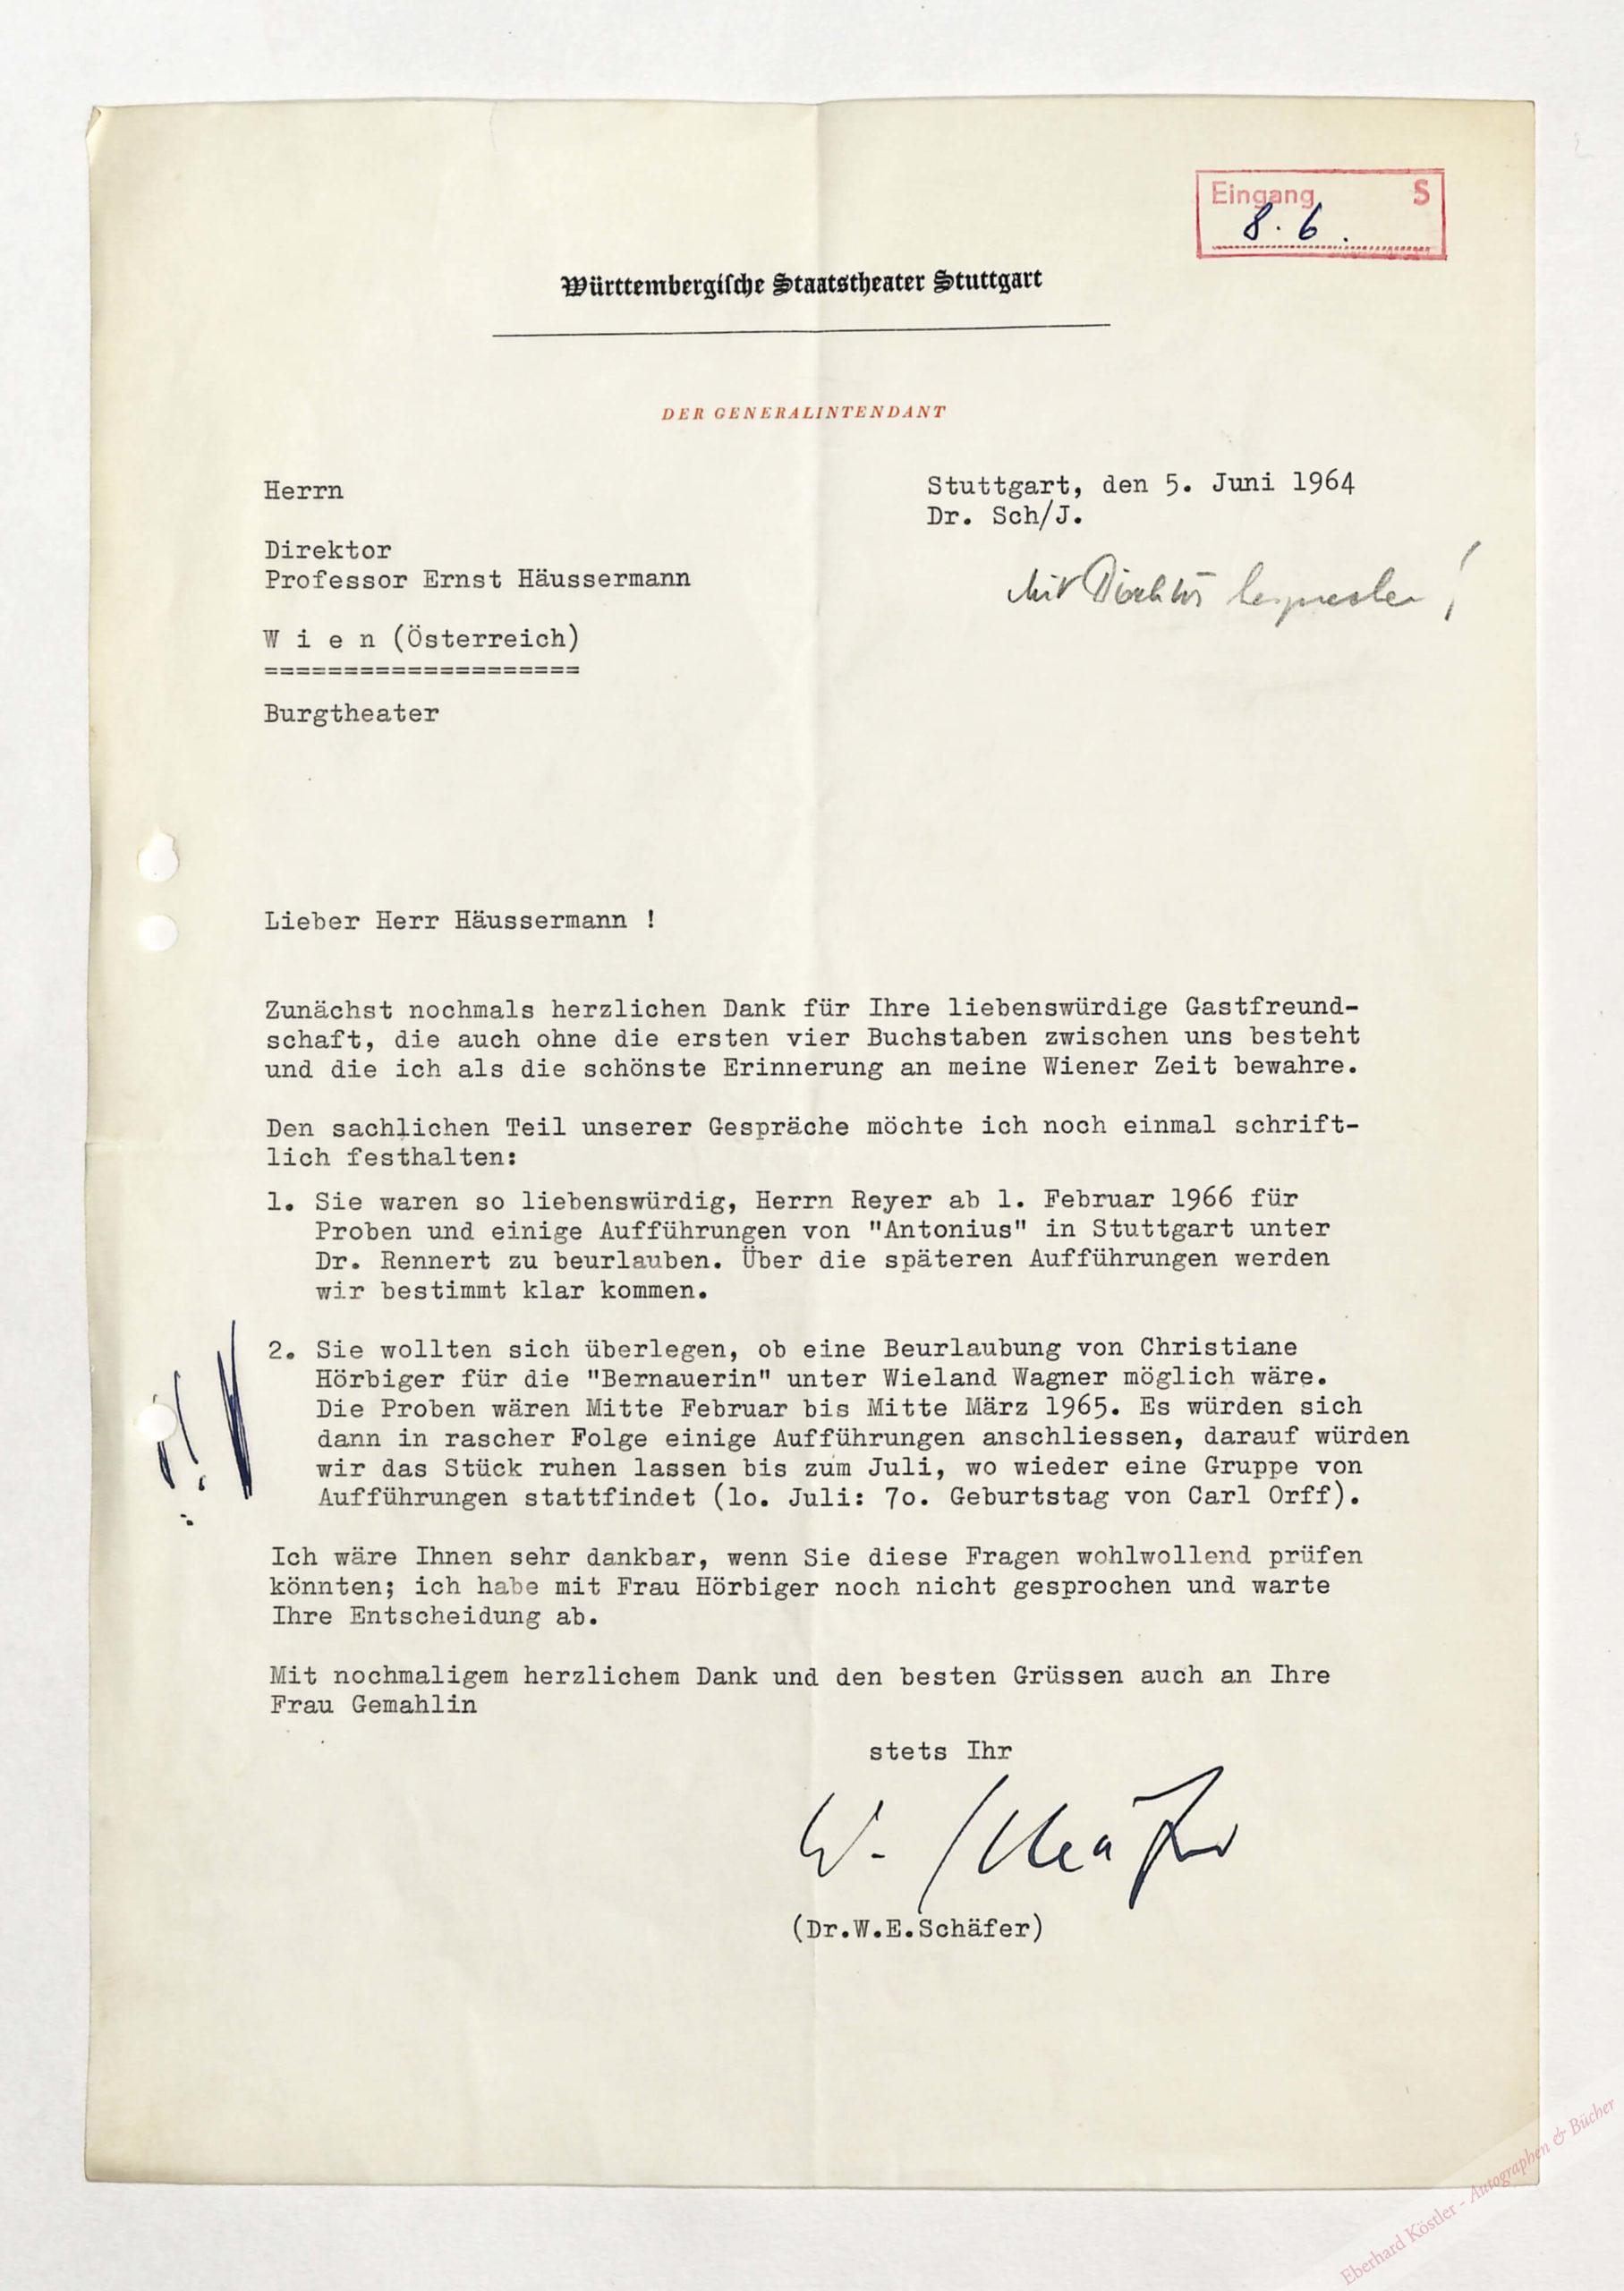 Eingang S
8. 6.
Württembergische Staatstheater Stuttgart
DER GENERALINTENDANT
Herrn
Stuttgart, den 5. Juni 1964
Dr. Sch/J.
Direktor
Professor Ernst Häussermann
Mit Direktor besprechen!
W i e n (Österreich)
====================
Burgtheater
Lieber Herr Häussermann !
Zunächst nochmals herzlichen Dank für Ihre liebenswürdige Gastfreund-
schaft, die auch ohne die ersten vier Buchstaben zwischen uns besteht
und die ich als die schönste Erinnerung an meine Wiener Zeit bewahre.
Den sachlichen Teil unserer Gespräche möchte ich noch einmal schrift-
lich festhalten:
1. Sie waren so liebenswürdig, Herrn Reyer ab 1. Februar 1966 für
Proben und einige Aufführungen von "Antonius" in Stuttgart unter
Dr. Rennert zu beurlauben. Über die späteren Aufführungen werden
wir bestimmt klar kommen.
2. Sie wollten sich überlegen, ob eine Beurlaubung von Christiane
Hörbiger für die "Bernauerin" unter Wieland Wagner möglich wäre.
Die Proben wären Mitte Februar bis Mitte März 1965. Es würden sich
dann in rascher Folge einige Aufführungen anschliessen, darauf würden
wir das Stück ruhen lassen bis zum Juli, wo wieder eine Gruppe von
Aufführungen stattfindet (lo. Juli: 7o. Geburtstag von Carl Orff).
Ich wäre Ihnen sehr dankbar, wenn Sie diese Fragen wohlwollend prüfen
könnten; ich habe mit Frau Hörbiger noch nicht gesprochen und warte
Ihre Entscheidung ab.
Mit nochmaligem herzlichem Dank und den besten Grüssen auch an Ihre
Frau Gemahlin
stets Ihr
W. Schäfer
(Dr.W.E.Schäfer)
Eberhard Köstler - Autographen & Bücher